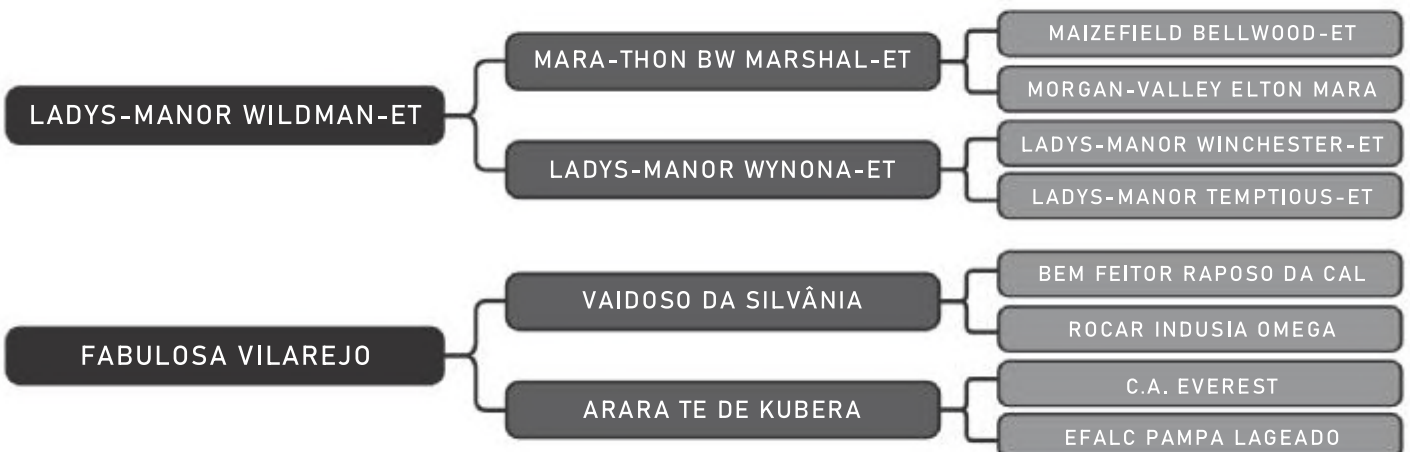 LADYS-MANOR WILDMAN-ET
MARA-THON BW MARSHAL-ET
MAIZEFIELD BELLWOOD-ET
MORGAN-VALLEY ELTON MARA
LADYS-MANOR WYNONA-ET
LADYS-MANOR WINCHESTER-ET
LADYS-MANOR TEMPTIOUS-ET
FABULOSA VILAREJO
VAIDOSO DA SILVÂNIA
BEM FEITOR RAPOSO DA CAL
ROCAR INDUSIA OMEGA
ARARA TE DE KUBERA
C.A. EVEREST
EFALC PAMPA LAGEADO